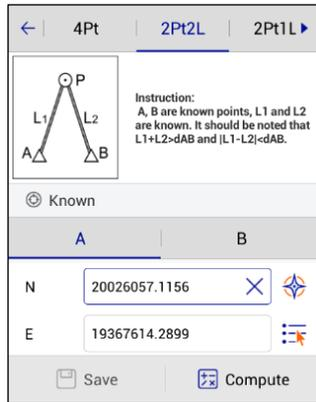 4Pt 2Pt2L 2Pt1L
P
L1 L2
A B
Instruction:
A, B are known points, L1 and L2
are known. It should be noted that
L1+L2>dAB and |L1-L2|<dAB.
Known
A B
N 20026057.1156
E 19367614.2899
Save Compute